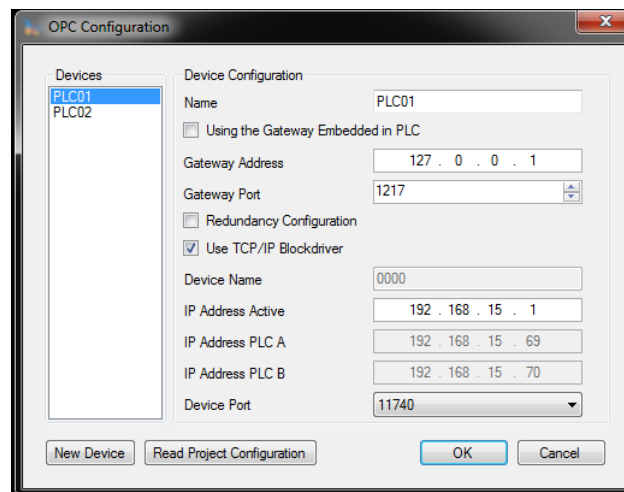 OPC Configuration
Devices
PLC01
PLC02
Device Configuration
Name PLC01
Using the Gateway Embedded in PLC
Gateway Address 127 . 0 . 0 . 1
Gateway Port 1217
Redundancy Configuration
Use TCP/IP Blockdriver
Device Name 0000
IP Address Active 192 . 168 . 15 . 1
IP Address PLC A 192 . 168 . 15 . 69
IP Address PLC B 192 . 168 . 15 . 70
Device Port 11740
New Device Read Project Configuration OK Cancel